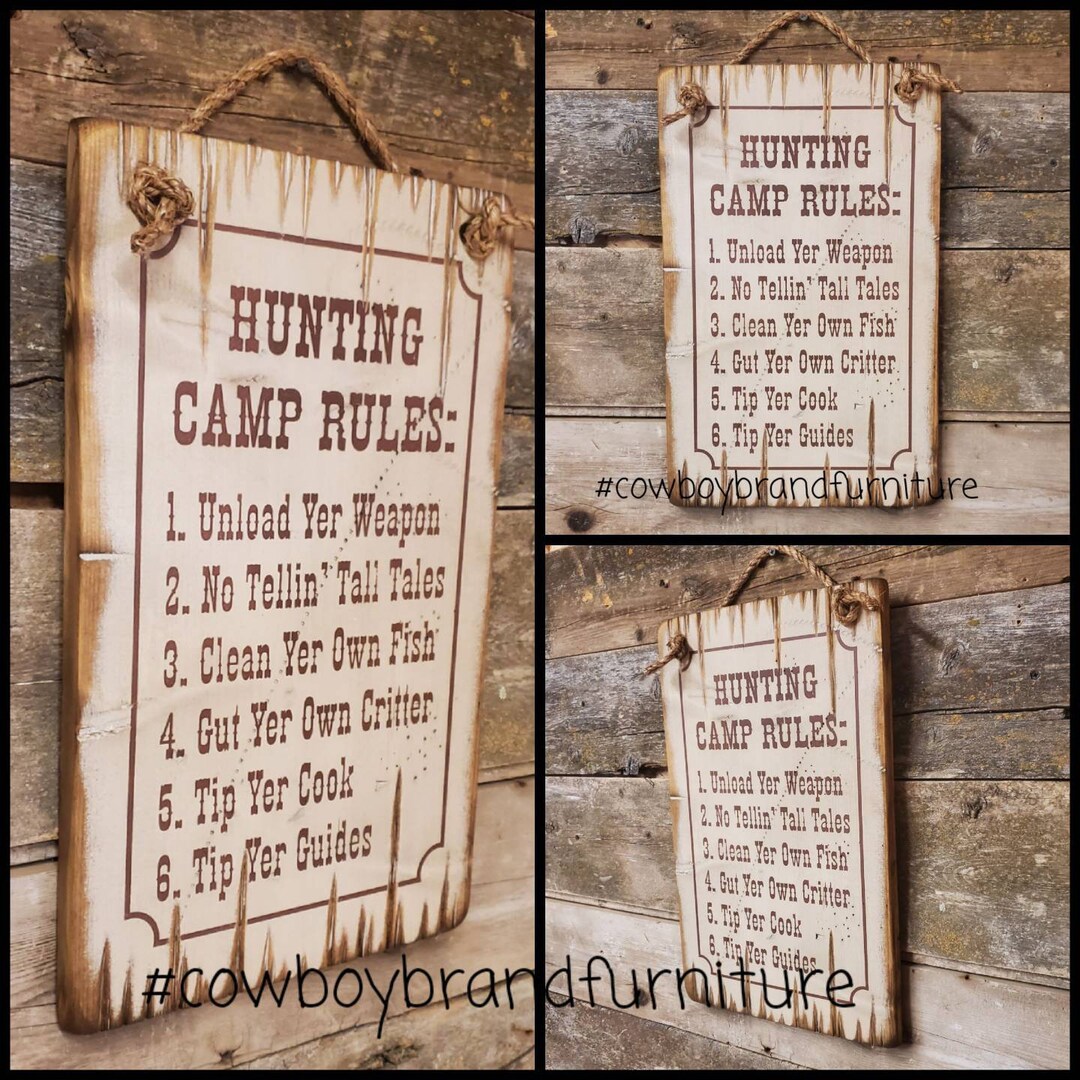 HUNTING
CAMP RULES:
1. Unload Yer Weapon
2. No Tellin' Tall Tales
3. Clean Yer Own Fish
4. Gut Yer Own Critter
5. Tip Yer Cook
6. Tip Yer Guides
HUNTING
CAMP RULES:
1. Unload Yer Weapon
2. No Tellin' Tall Tales
3. Clean Yer Own Fish
4. Gut Yer Own Critter
5. Tip Yer Cook
6. Tip Yer Guides
#cowboybrandfurniture
HUNTING
CAMP RULES:
1. Unload Yer Weapon
2. No Tellin' Tall Tales
3. Clean Yer Own Fish
4. Gut Yer Own Critter
5. Tip Yer Cook
6. Tip Yer Guides
#cowboybrandfurniture